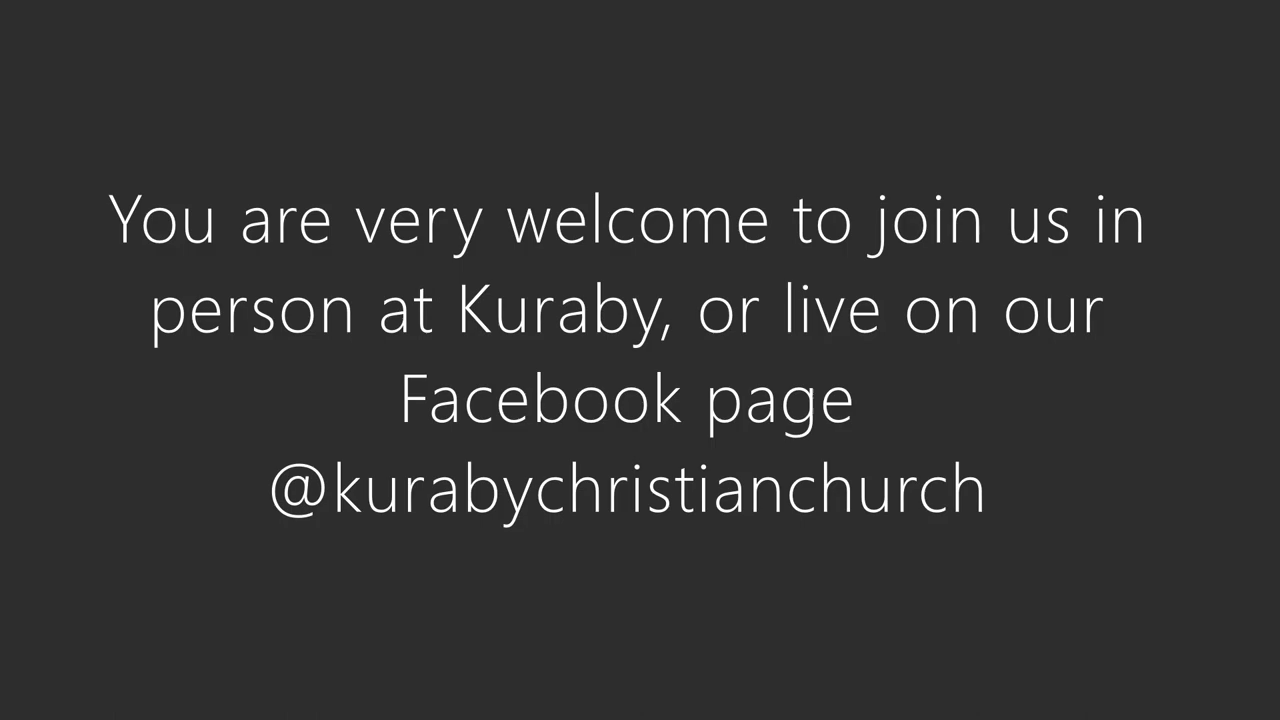 You are very welcome to join us in
person at Kuraby, or live on our
Facebook page
@kurabychristianchurch